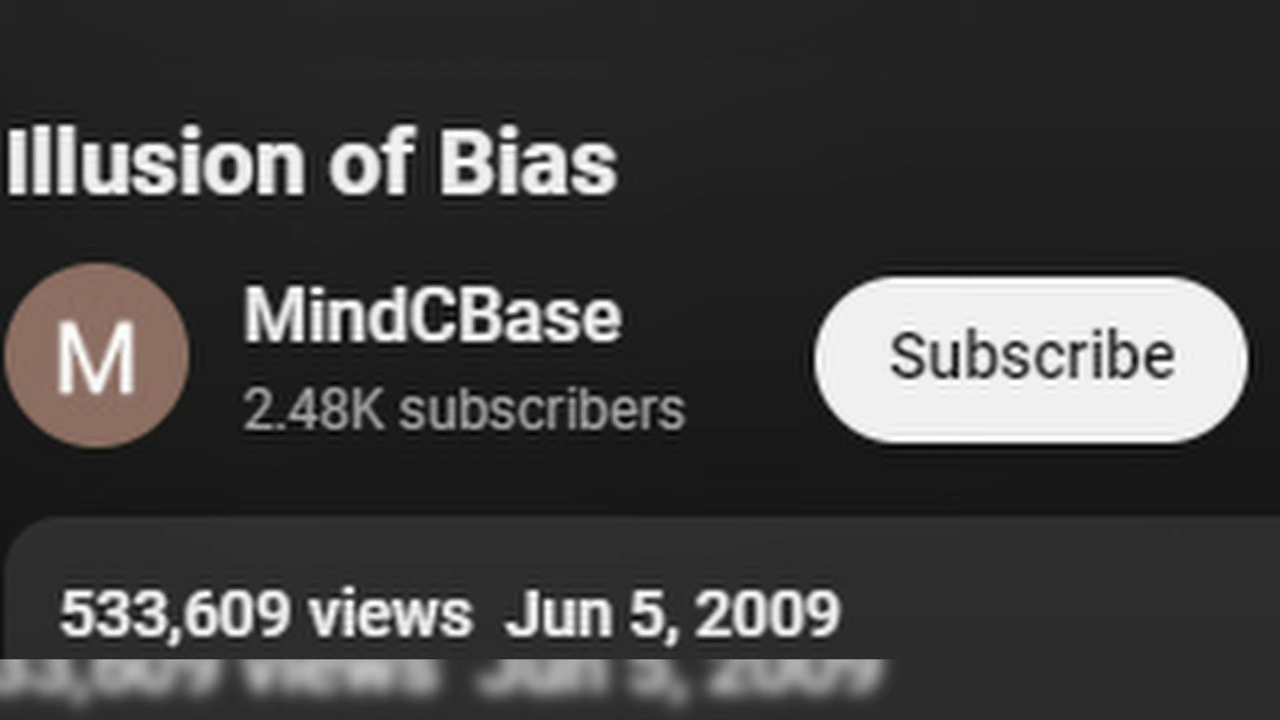 Illusion of Bias
M
MindCBase
2.48K subscribers
Subscribe
533,609 views Jun 5, 2009